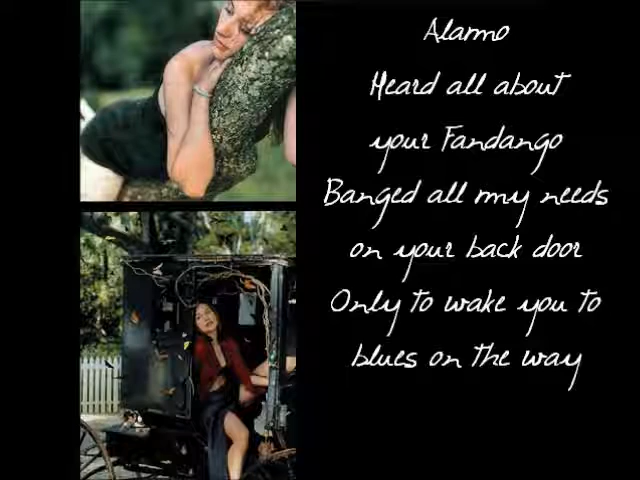 Alamo
Heard all about
your Fandango
Banged all my needs
on your back door
Only to wake you to
blues on the way